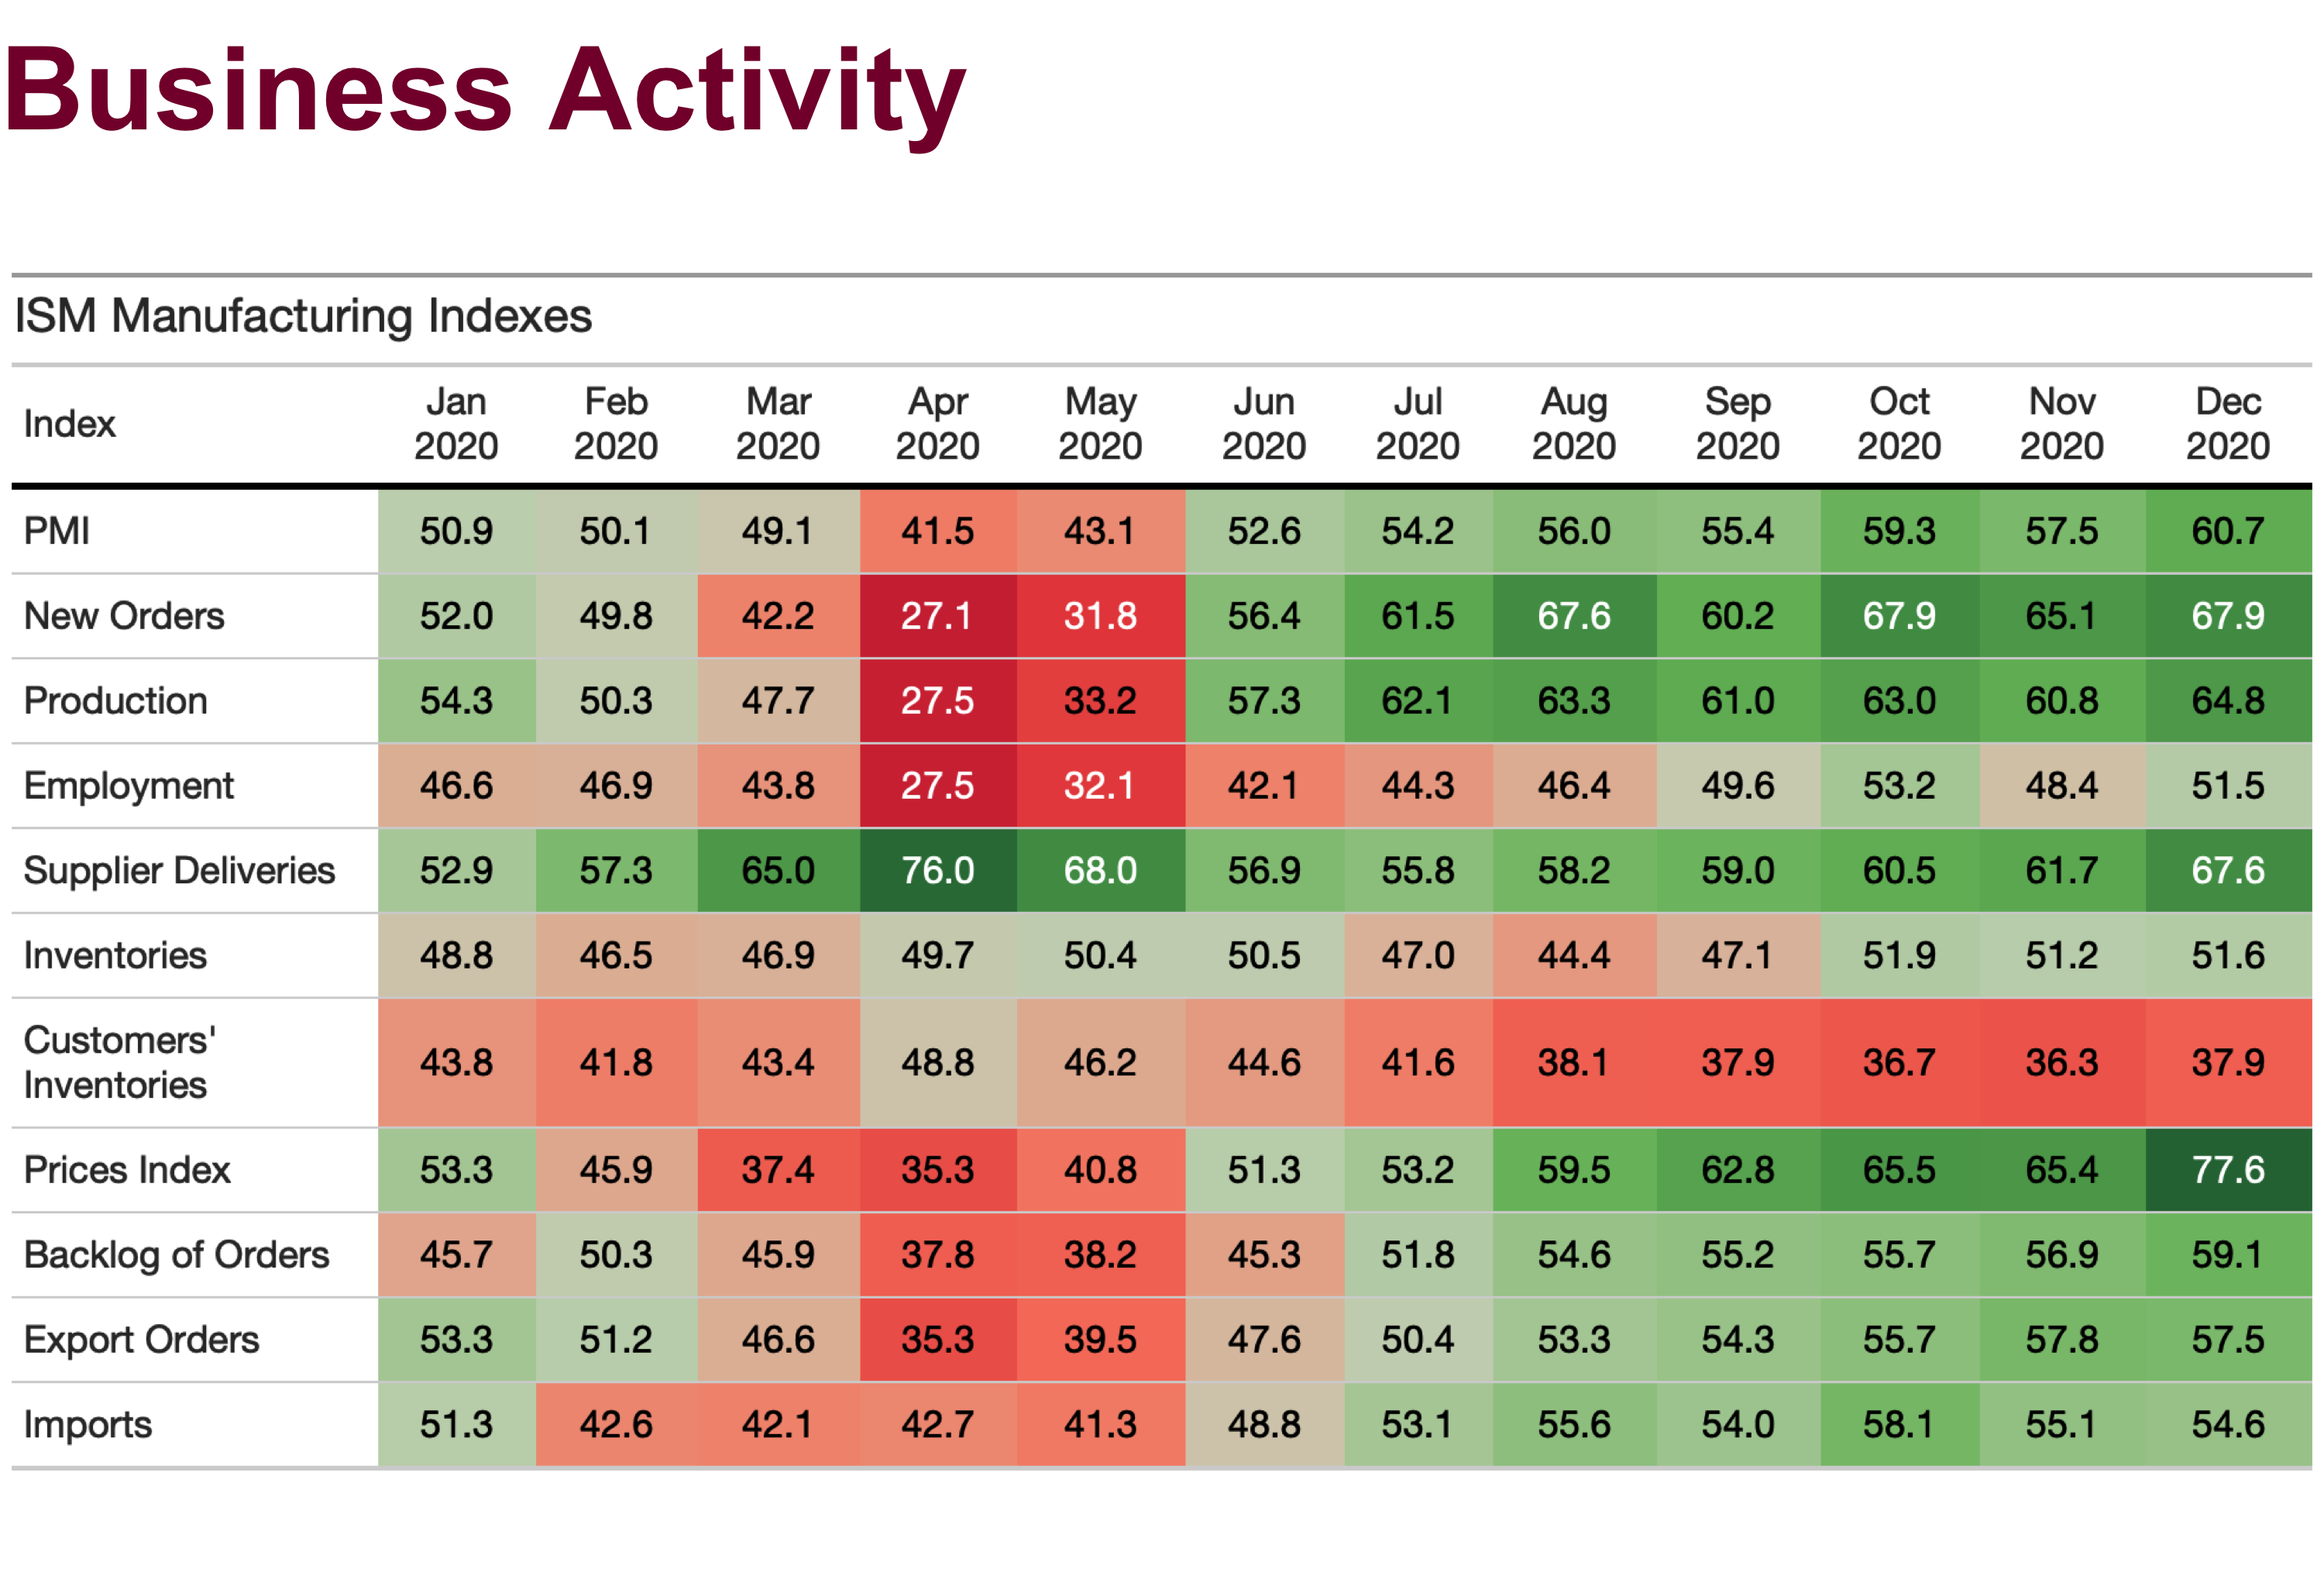 Business Activity
ISM Manufacturing Indexes
Index Jan 2020 Feb 2020 Mar 2020 Apr 2020 May 2020 Jun 2020 Jul 2020 Aug 2020 Sep 2020 Oct 2020 Nov 2020 Dec 2020
PMI 50.9 50.1 49.1 41.5 43.1 52.6 54.2 56.0 55.4 59.3 57.5 60.7
New Orders 52.0 49.8 42.2 27.1 31.8 56.4 61.5 67.6 60.2 67.9 65.1 67.9
Production 54.3 50.3 47.7 27.5 33.2 57.3 62.1 63.3 61.0 63.0 60.8 64.8
Employment 46.6 46.9 43.8 27.5 32.1 42.1 44.3 46.4 49.6 53.2 48.4 51.5
Supplier Deliveries 52.9 57.3 65.0 76.0 68.0 56.9 55.8 58.2 59.0 60.5 61.7 67.6
Inventories 48.8 46.5 46.9 49.7 50.4 50.5 47.0 44.4 47.1 51.9 51.2 51.6
Customers' Inventories 43.8 41.8 43.4 48.8 46.2 44.6 41.6 38.1 37.9 36.7 36.3 37.9
Prices Index 53.3 45.9 37.4 35.3 40.8 51.3 53.2 59.5 62.8 65.5 65.4 77.6
Backlog of Orders 45.7 50.3 45.9 37.8 38.2 45.3 51.8 54.6 55.2 55.7 56.9 59.1
Export Orders 53.3 51.2 46.6 35.3 39.5 47.6 50.4 53.3 54.3 55.7 57.8 57.5
Imports 51.3 42.6 42.1 42.7 41.3 48.8 53.1 55.6 54.0 58.1 55.1 54.6